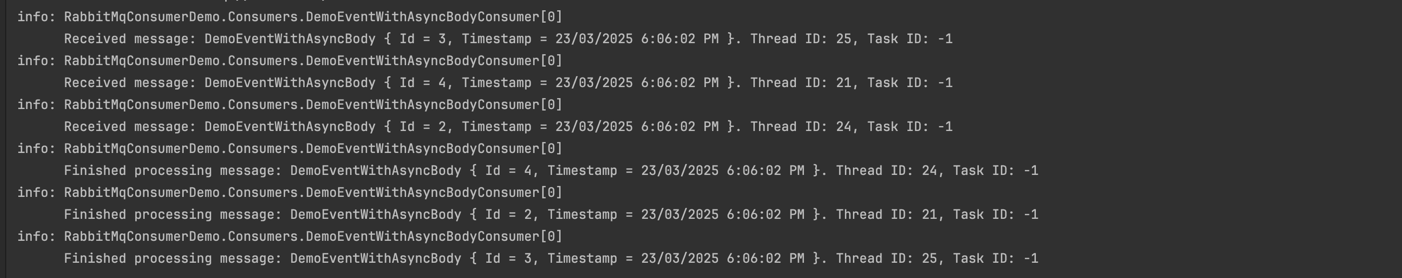 info: RabbitMqConsumerDemo.Consumers.DemoEventWithAsyncBodyConsumer[0]
Received message: DemoEventWithAsyncBody { Id = 3, Timestamp = 23/03/2025 6:06:02 PM }. Thread ID: 25, Task ID: -1
info: RabbitMqConsumerDemo.Consumers.DemoEventWithAsyncBodyConsumer[0]
Received message: DemoEventWithAsyncBody { Id = 4, Timestamp = 23/03/2025 6:06:02 PM }. Thread ID: 21, Task ID: -1
info: RabbitMqConsumerDemo.Consumers.DemoEventWithAsyncBodyConsumer[0]
Received message: DemoEventWithAsyncBody { Id = 2, Timestamp = 23/03/2025 6:06:02 PM }. Thread ID: 24, Task ID: -1
info: RabbitMqConsumerDemo.Consumers.DemoEventWithAsyncBodyConsumer[0]
Finished processing message: DemoEventWithAsyncBody { Id = 4, Timestamp = 23/03/2025 6:06:02 PM }. Thread ID: 24, Task ID: -1
info: RabbitMqConsumerDemo.Consumers.DemoEventWithAsyncBodyConsumer[0]
Finished processing message: DemoEventWithAsyncBody { Id = 2, Timestamp = 23/03/2025 6:06:02 PM }. Thread ID: 21, Task ID: -1
info: RabbitMqConsumerDemo.Consumers.DemoEventWithAsyncBodyConsumer[0]
Finished processing message: DemoEventWithAsyncBody { Id = 3, Timestamp = 23/03/2025 6:06:02 PM }. Thread ID: 25, Task ID: -1